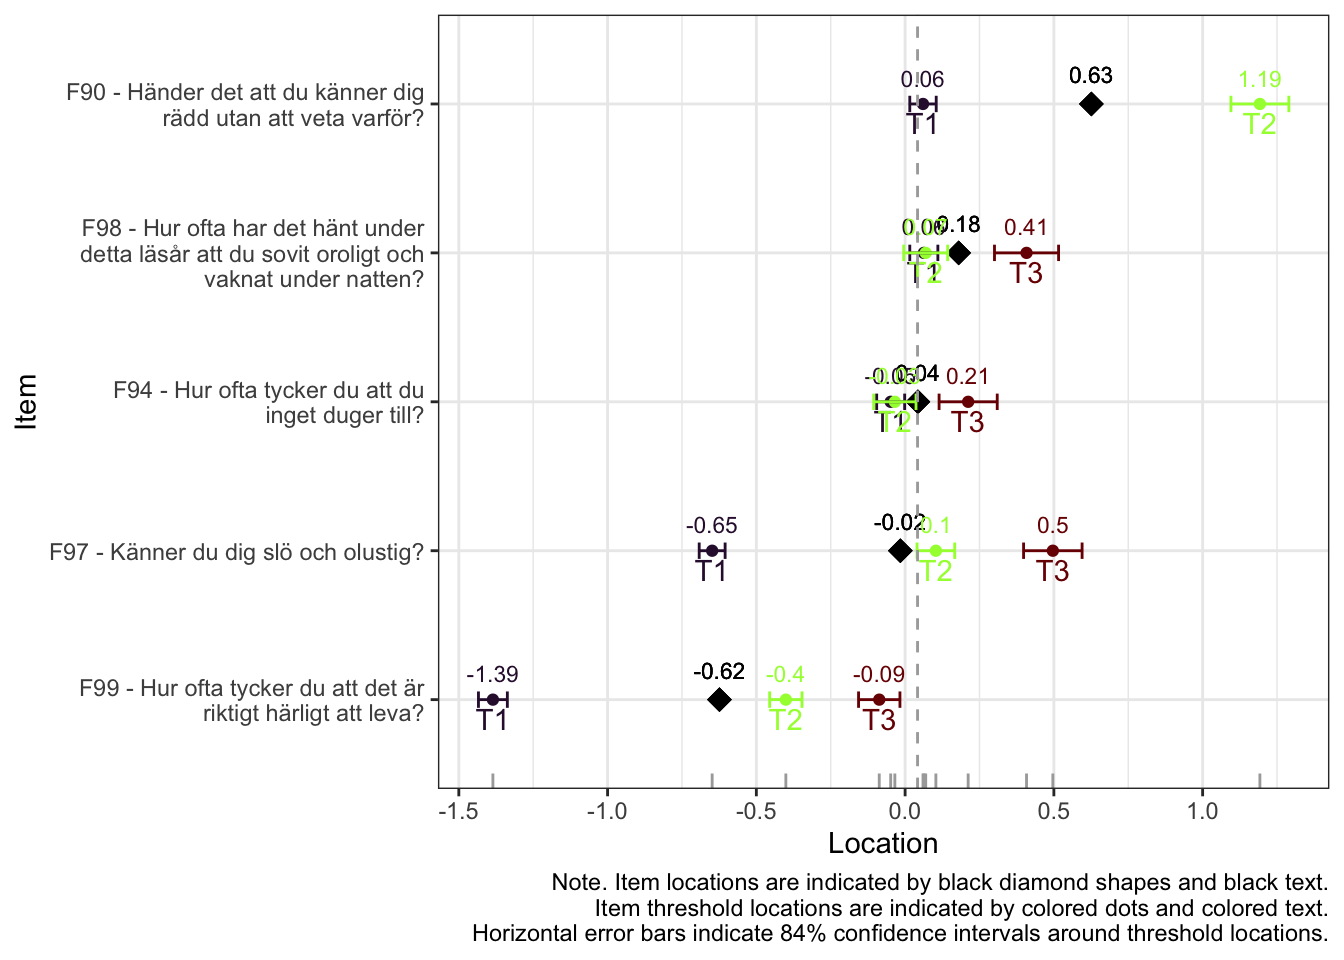 F90 - Händer det att du känner dig
rädd utan att veta varför?
0.06
0.63
1.19
T1
T2
F98 - Hur ofta har det hänt under
detta läsår att du sovit oroligt och
vaknat under natten?
0.06
0.18
0.41
T1
T2
T3
F94 - Hur ofta tycker du att du
inget duger till?
0.04
0.21
T1
T2
T3
F97 - Känner du dig slö och olustig?
-0.65
-0.02
0.1
0.5
T1
T2
T3
F99 - Hur ofta tycker du att det är
riktigt härligt att leva?
-1.39
-0.62
-0.4
-0.09
T1
T2
T3
Item
-1.5
-1.0
-0.5
0.0
0.5
1.0
Location
Note. Item locations are indicated by black diamond shapes and black text.
Item threshold locations are indicated by colored dots and colored text.
Horizontal error bars indicate 84% confidence intervals around threshold locations.